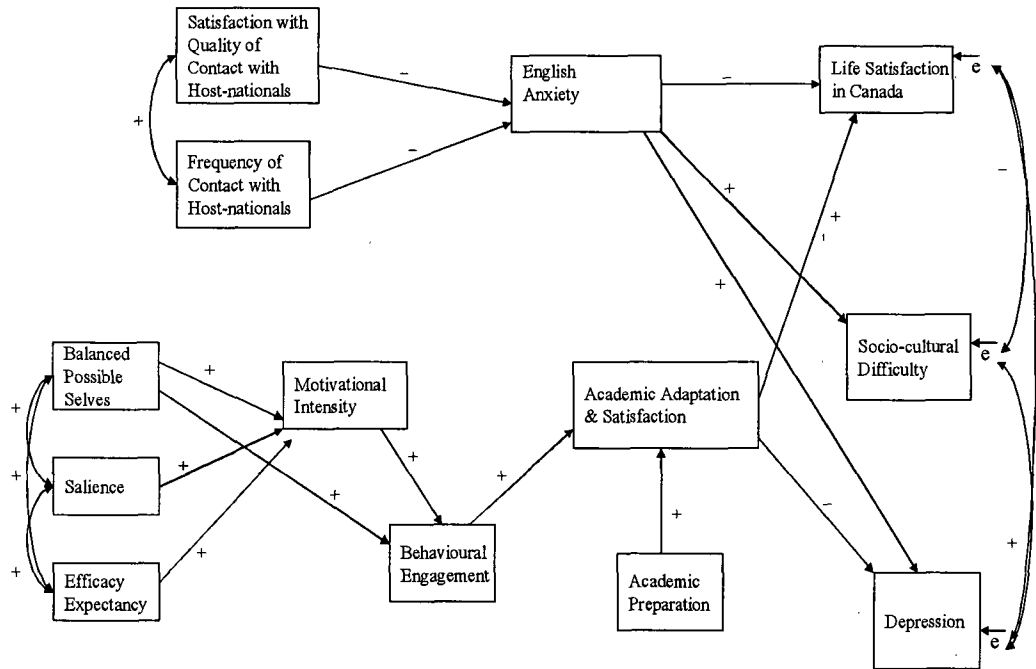 Satisfaction with
Quality of
Contact with
Host-nationals
–
+
Frequency of
Contact with
Host-nationals
–
English
Anxiety
–
+
+
Life Satisfaction
in Canada
e
–
+
Socio-cultural
Difficulty
e
+
Balanced
Possible
Selves
+
+
Salience
+
+
+
+
Efficacy
Expectancy
+
Motivational
Intensity
+
Behavioural
Engagement
+
Academic Adaptation
& Satisfaction
–
+
Academic
Preparation
Depression
e